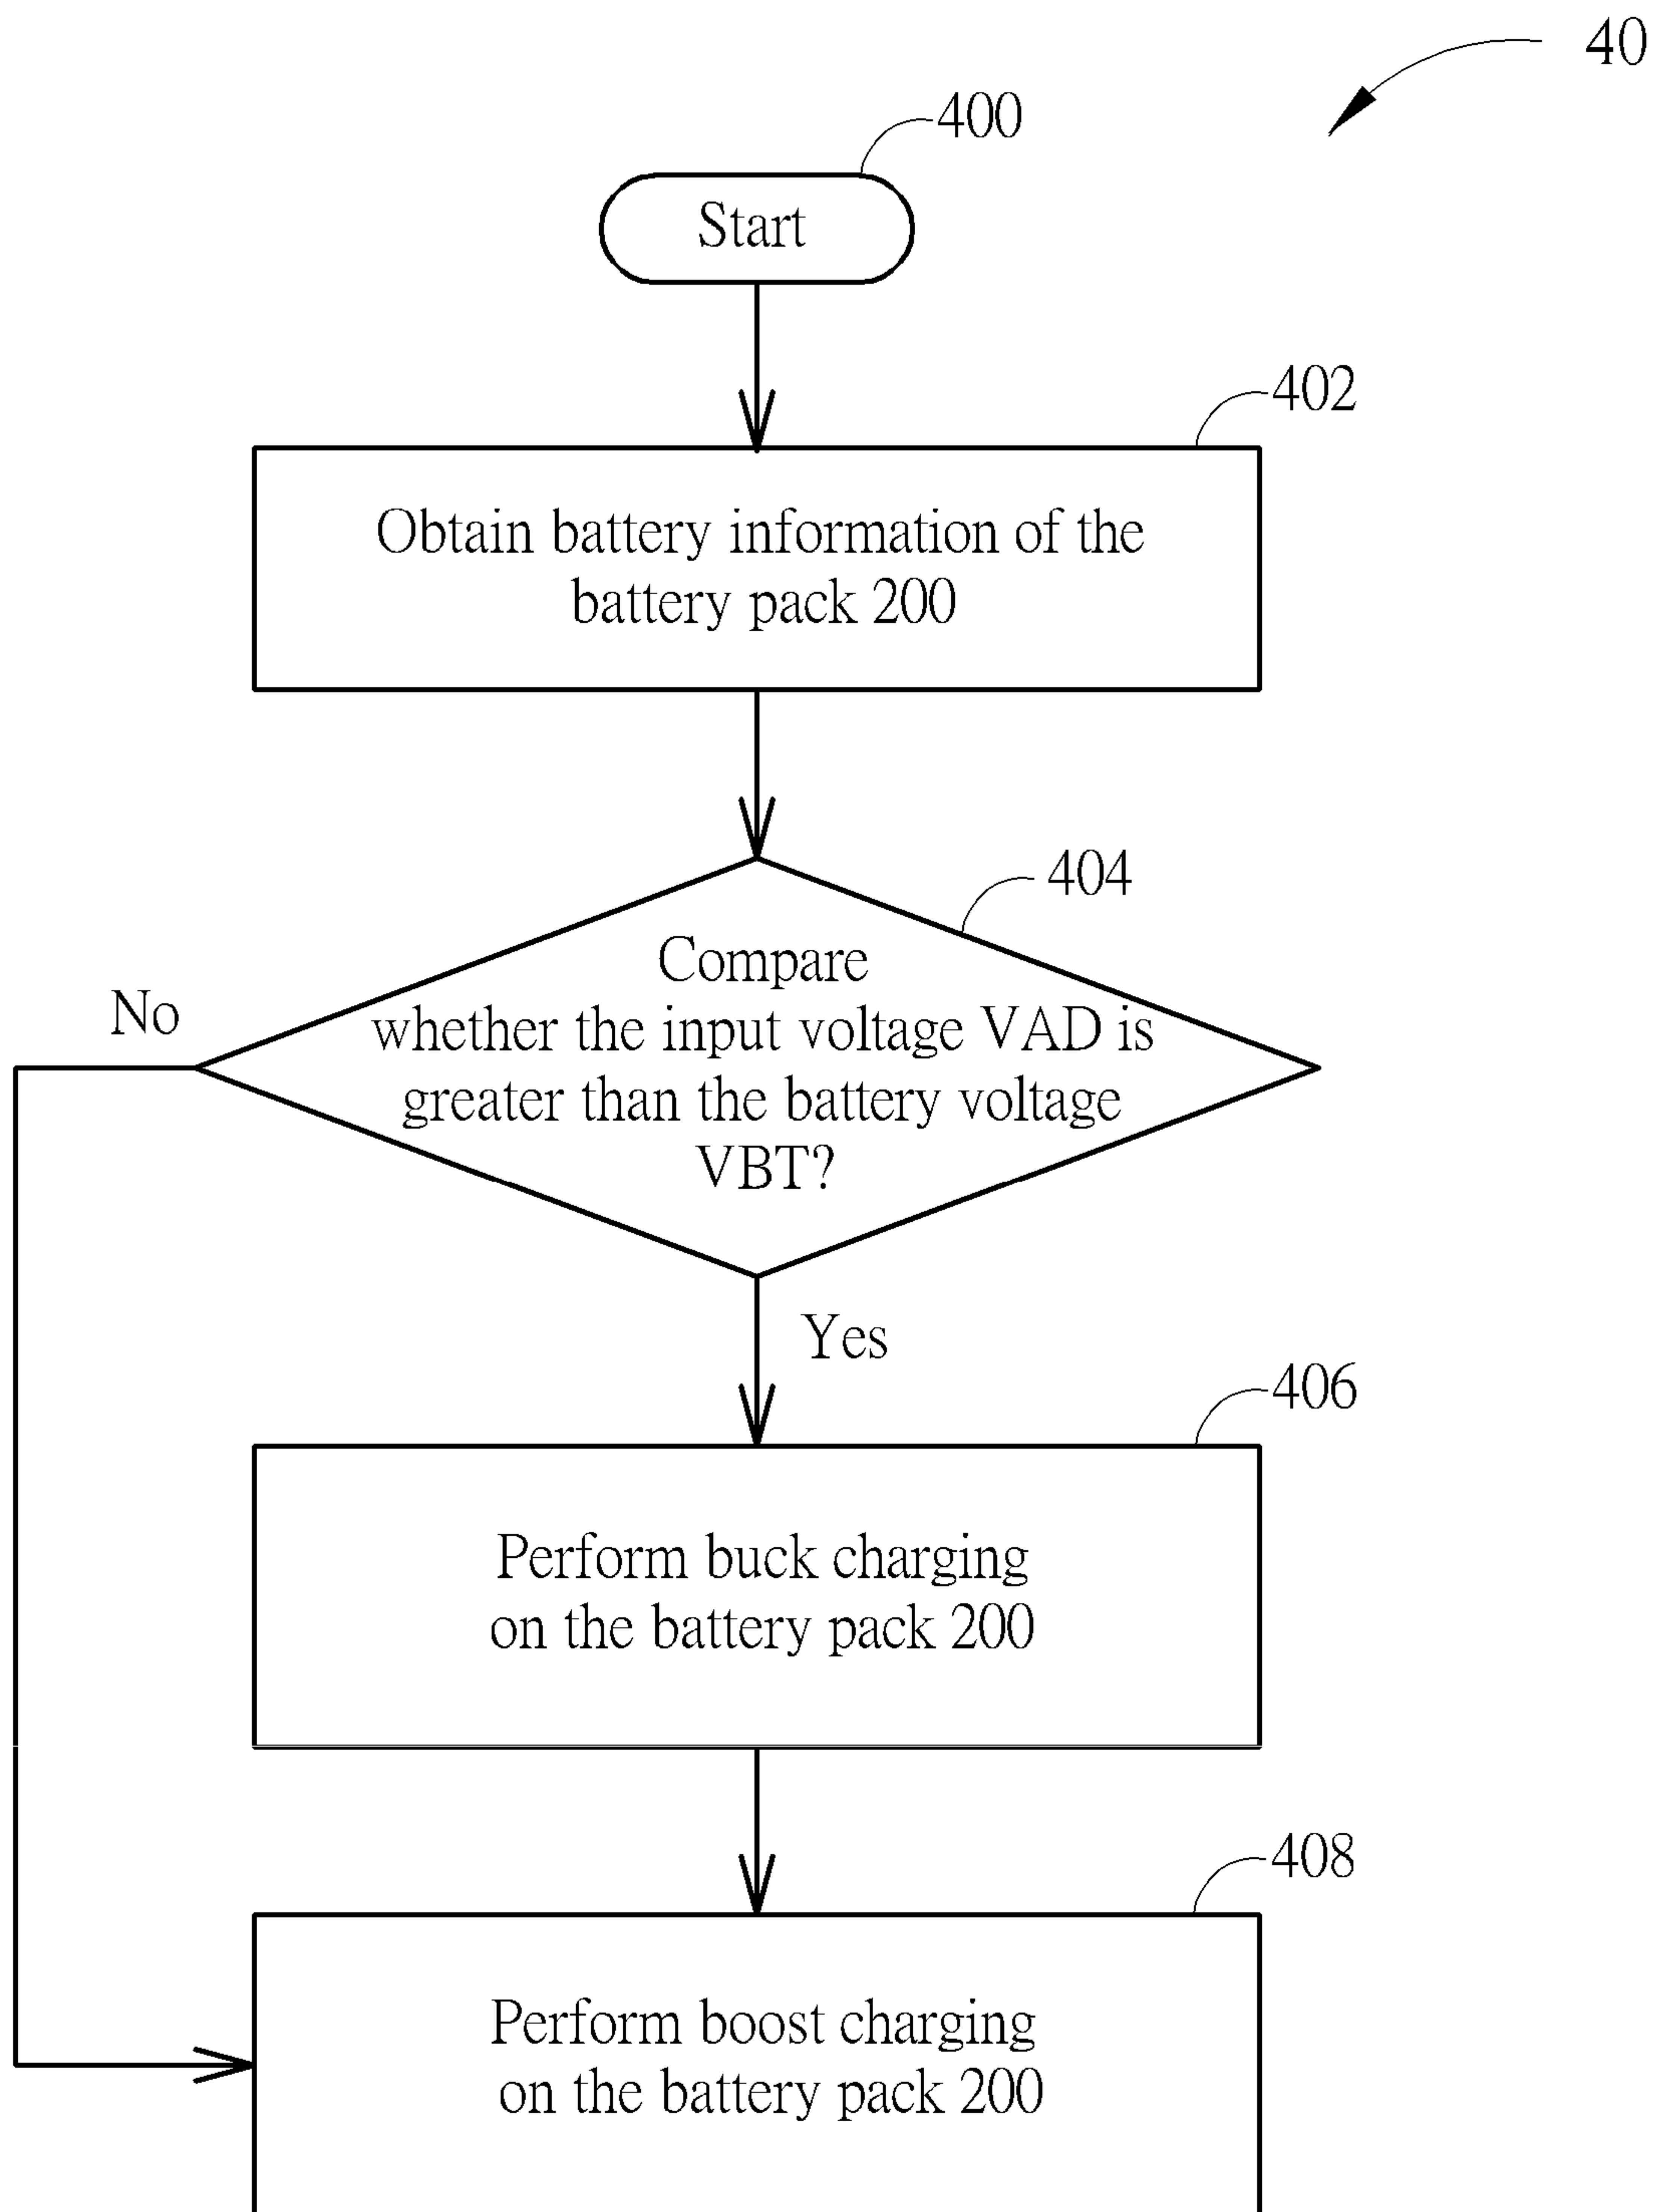 40
400
Start
402
Obtain battery information of the
battery pack 200
404
Compare
whether the input voltage VAD is
greater than the battery voltage
VBT?
No
Yes
406
Perform buck charging
on the battery pack 200
408
Perform boost charging
on the battery pack 200